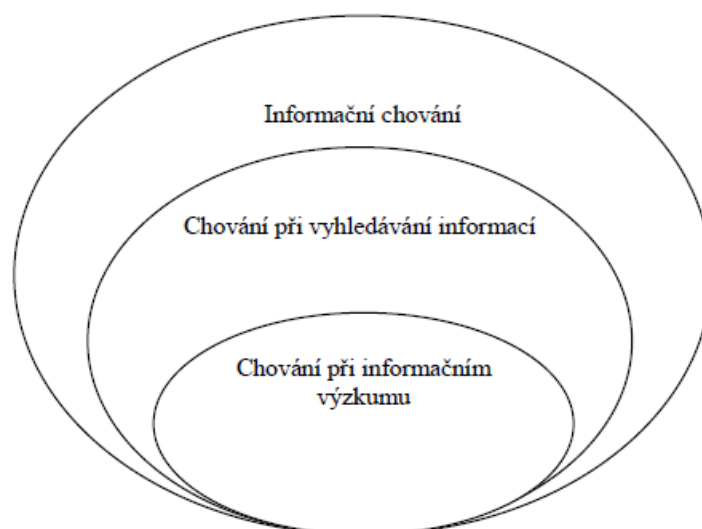 Informační chování
Chování při vyhledávání informací
Chování při informačním
výzkumu